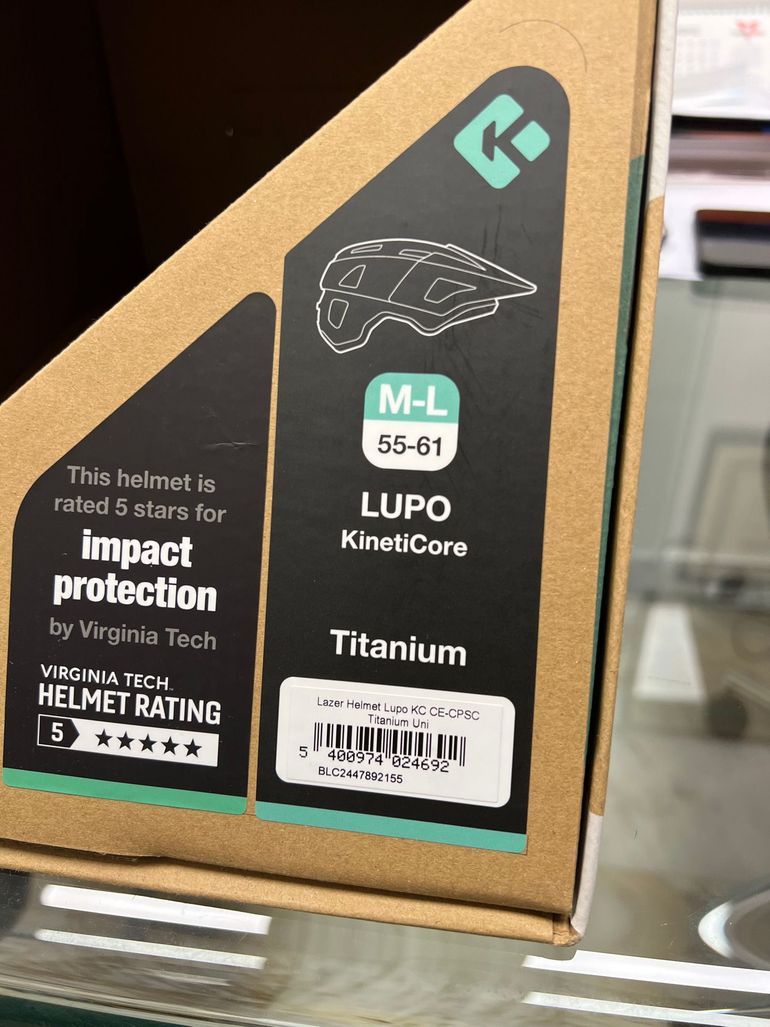 This helmet is
rated 5 stars for
impact
protection
by Virginia Tech
VIRGINIA TECH™
HELMET RATING
5 ★★★★★
K
M-L
55-61
LUPO
KinetiCore
Titanium
Lazer Helmet Lupo KC CE-CPSC
Titanium Uni
5 400974 024692
BLC2447892155